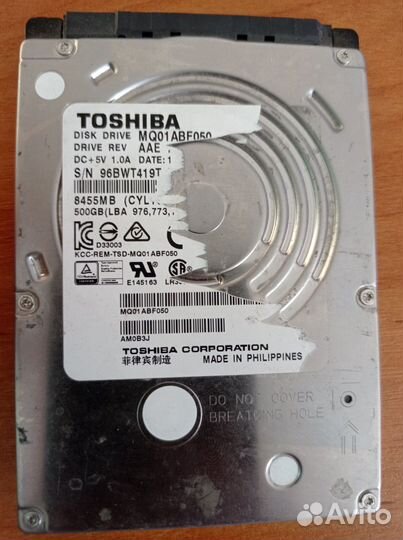 TOSHIBA
DISK DRIVE MQ01ABF050
DRIVE REV AAE
DC+5V 1.0A DATE:1
S/N 96BWT419T
8455MB (CYL
500GB(LBA 976,773,
D33003
KCC-REM-TSD-MQ01ABF050
E145163
MQ01ABF050
AM0B3J
TOSHIBA CORPORATION
菲律宾制造 MADE IN PHILIPPINES
DO NOT COVER
BREATHING HOLE
Avito